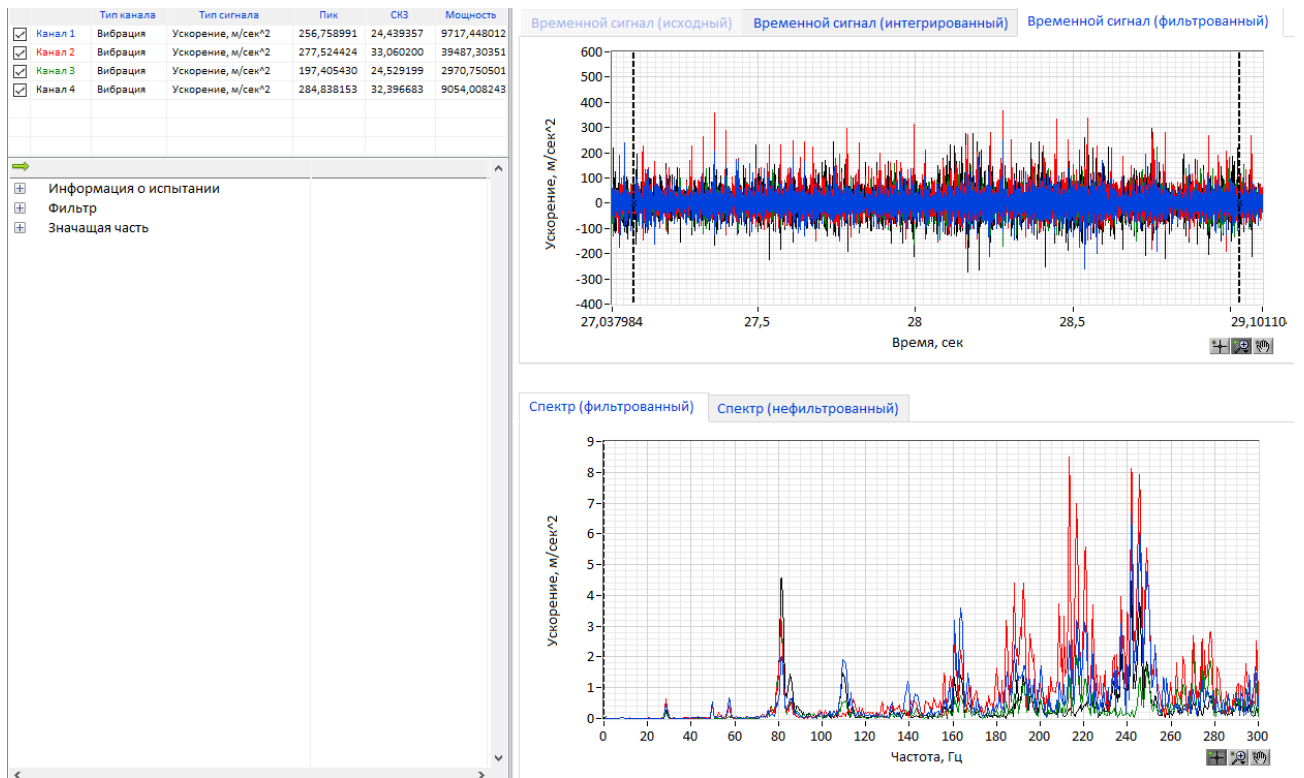 Тип канала Тип сигнала Пик СКЗ Мощность
Канал 1 Вибрация Ускорение, м/сек^2 256,758991 24,439357 9717,448012
Канал 2 Вибрация Ускорение, м/сек^2 277,524424 33,060200 39487,30351
Канал 3 Вибрация Ускорение, м/сек^2 197,405430 24,529199 2970,750501
Канал 4 Вибрация Ускорение, м/сек^2 284,838153 32,396683 9054,008243
Информация о испытании
Фильтр
Значащая часть
Временной сигнал (исходный) Временной сигнал (интегрированный) Временной сигнал (фильтрованный)
Ускорение, м/сек^2
600
500
400
300
200
100
0
-100
-200
-300
-400
27,037984 27,5 28 28,5 29,10110
Время, сек
Спектр (фильтрованный) Спектр (нефильтрованный)
Ускорение, м/сек^2
9
8
7
6
5
4
3
2
1
0
0 20 40 60 80 100 120 140 160 180 200 220 240 260 280 300
Частота, Гц